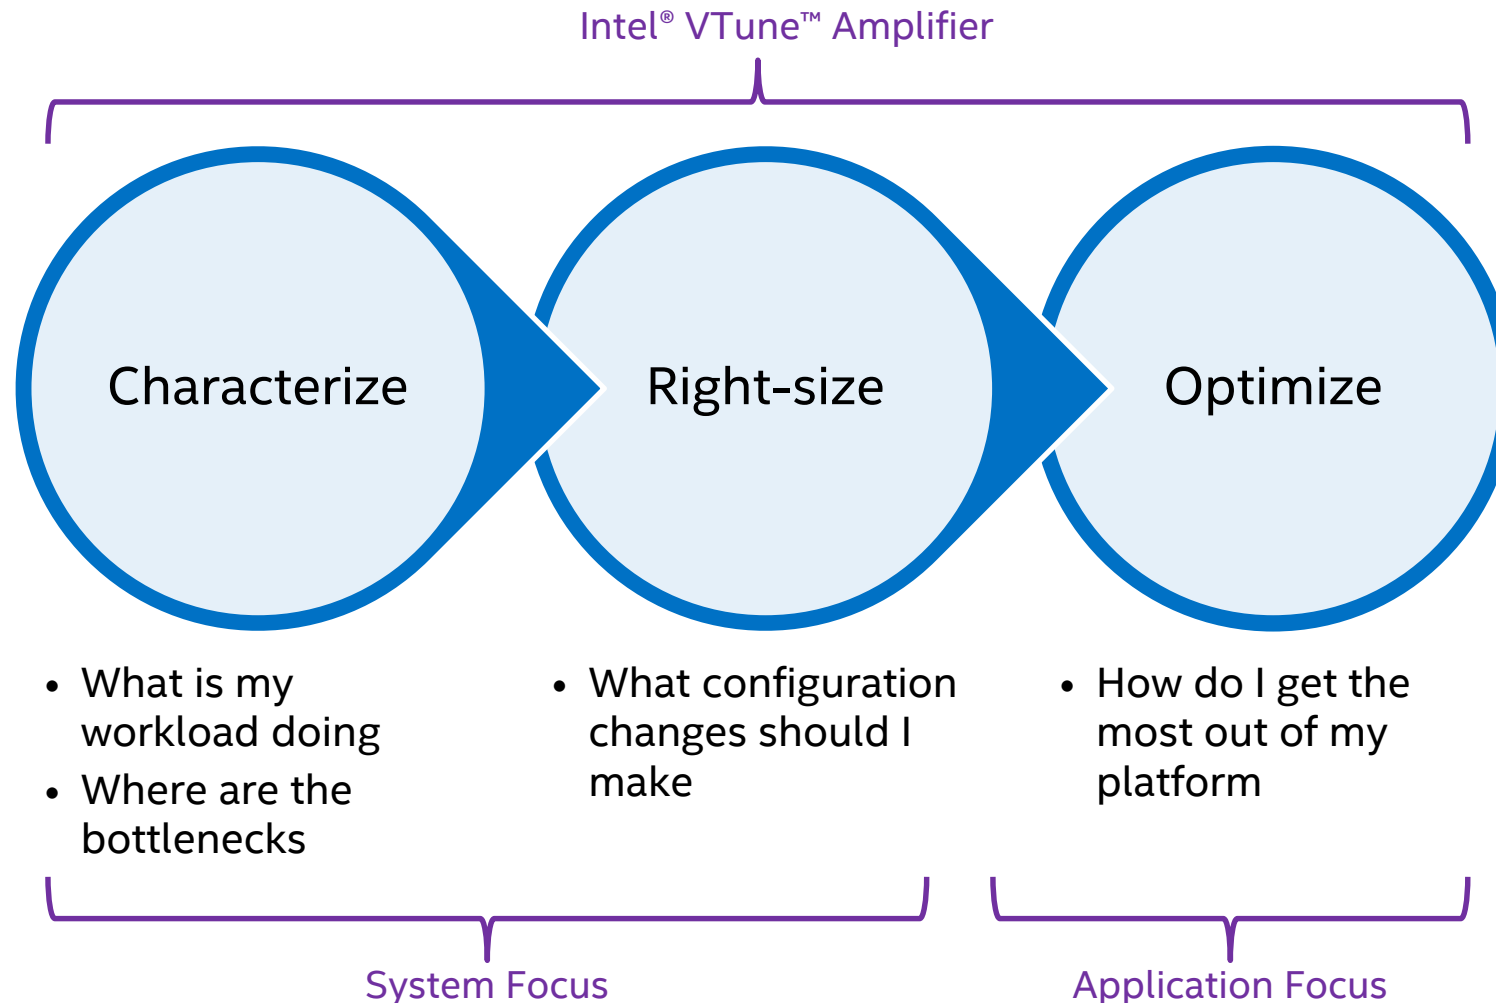 Intel® VTune™ Amplifier
Characterize
Right-size
Optimize
• What is my
workload doing
• Where are the
bottlenecks
• What configuration
changes should I
make
• How do I get the
most out of my
platform
System Focus
Application Focus